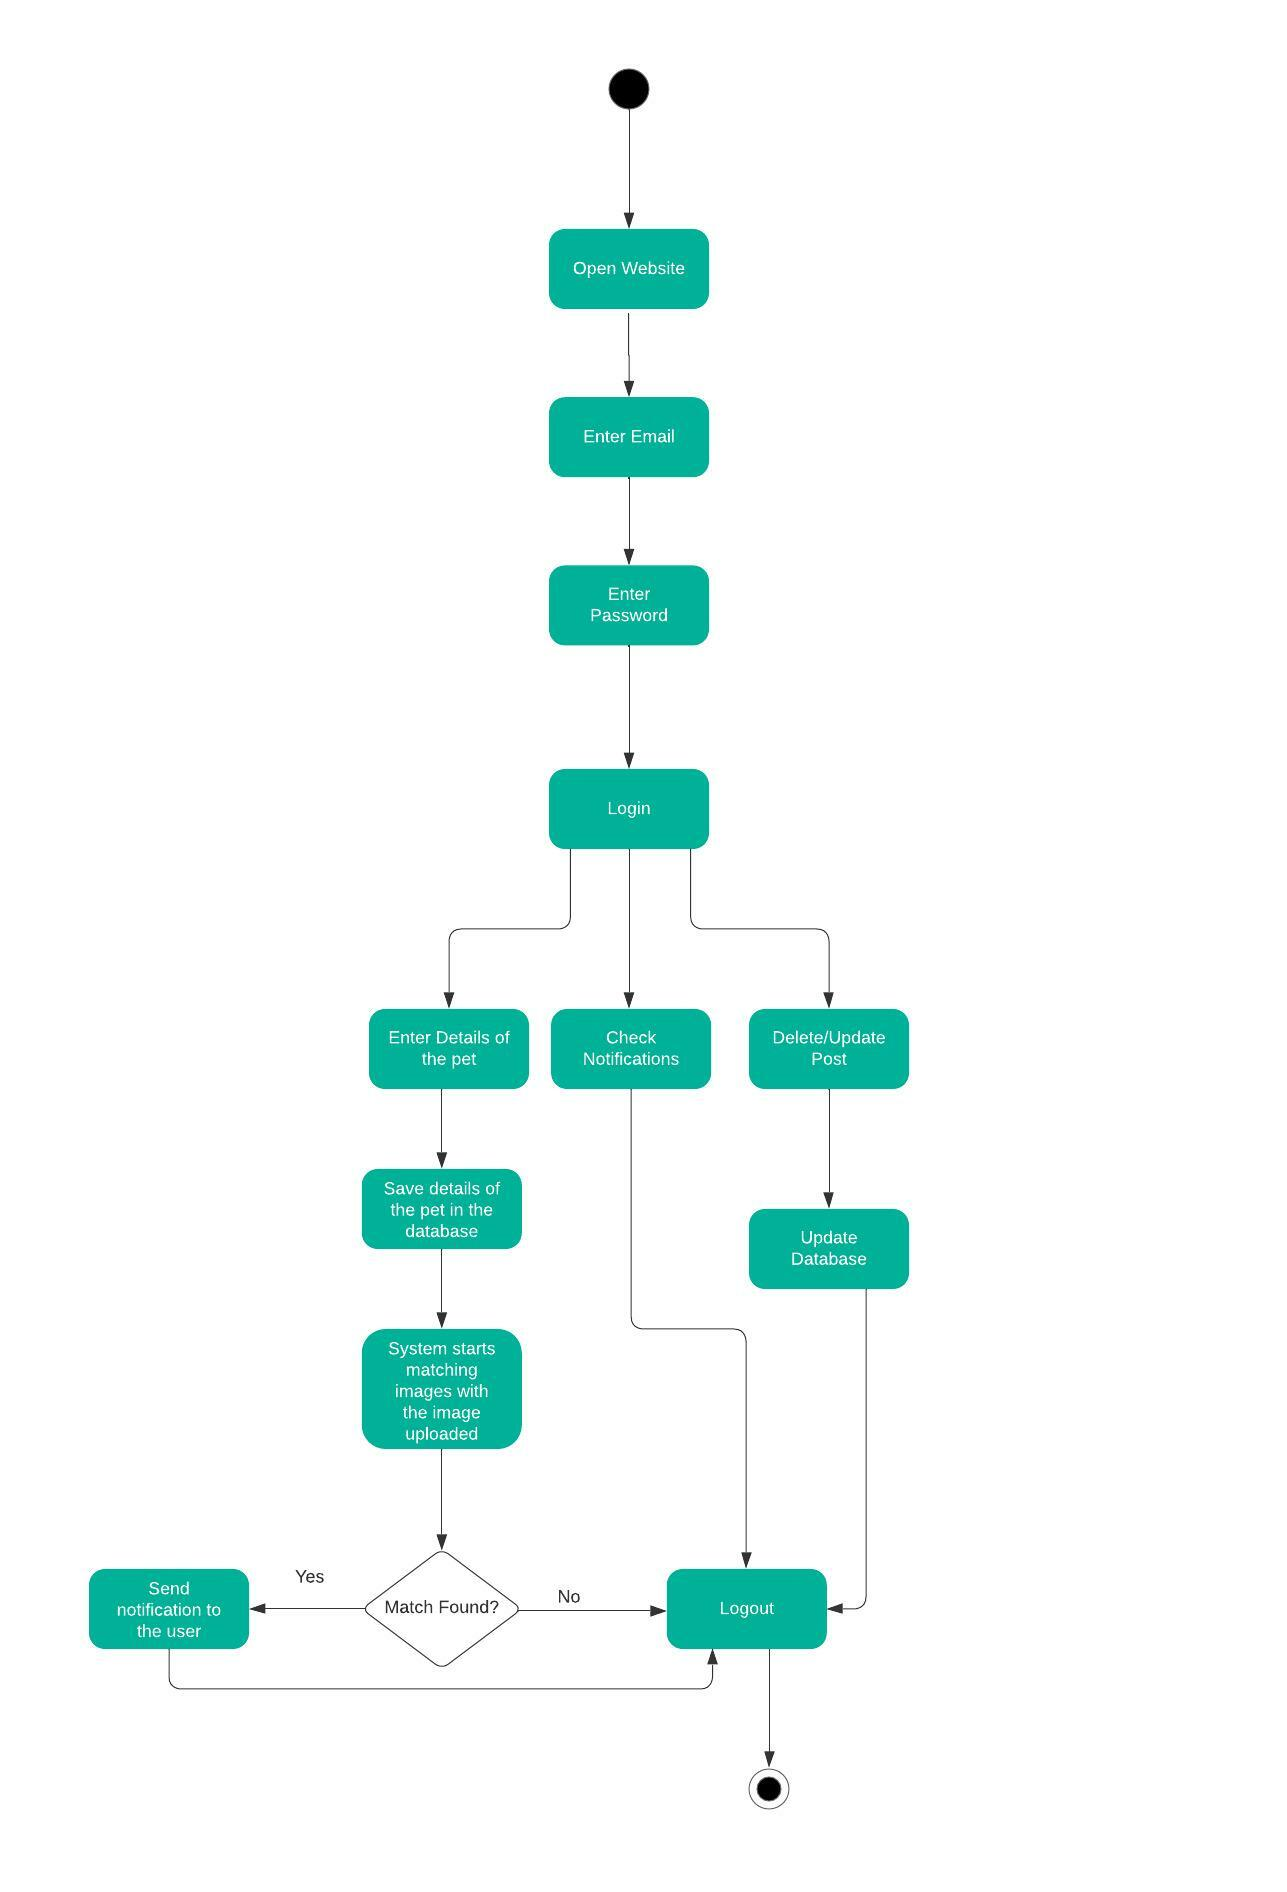 Open Website
Enter Email
Enter
Password
Login
Enter Details of
the pet
Check
Notifications
Delete/Update
Post
Save details of
the pet in the
database
Update
Database
System starts
matching
images with
the image
uploaded
Yes
Send
notification to
the user
Match Found?
No
Logout